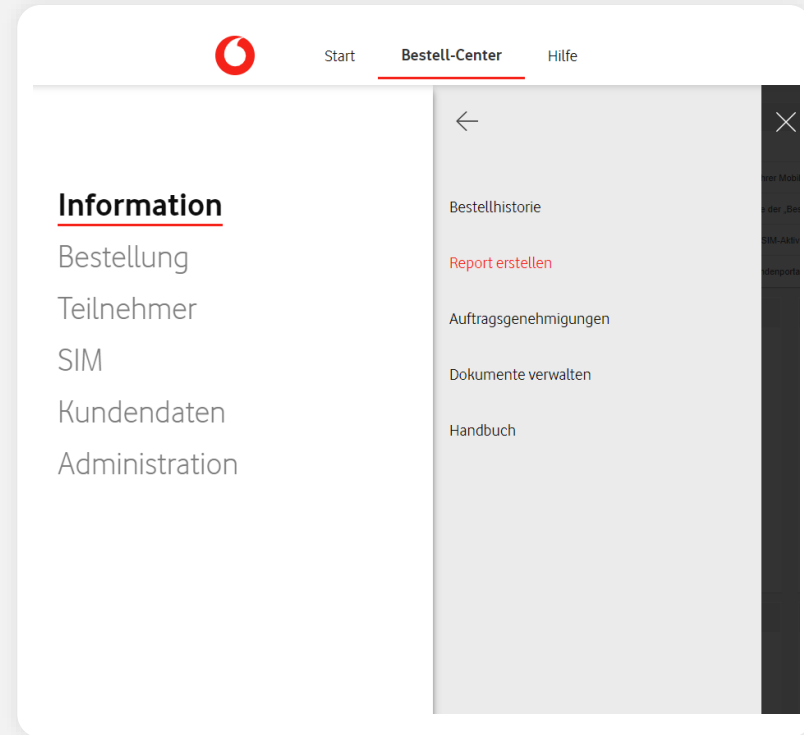 Start Bestell-Center Hilfe
Information
Bestellung
Teilnehmer
SIM
Kundendaten
Administration
Bestellhistorie
Report erstellen
Auftragsgenehmigungen
Dokumente verwalten
Handbuch